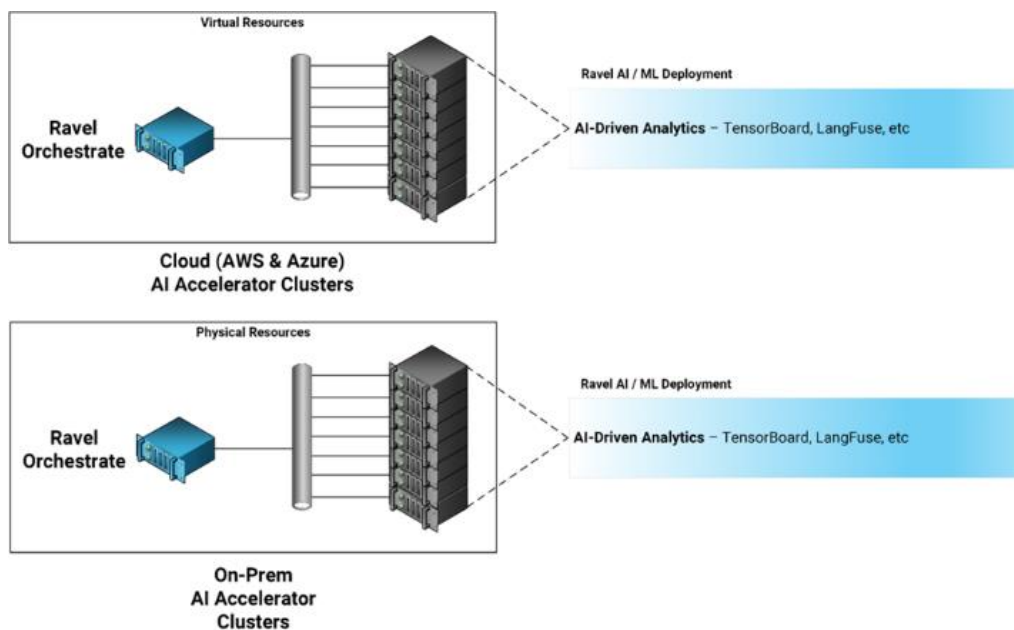 Virtual Resources
Ravel
Orchestrate
Ravel AI / ML Deployment
AI-Driven Analytics – TensorBoard, LangFuse, etc
Cloud (AWS & Azure)
AI Accelerator Clusters
Physical Resources
Ravel
Orchestrate
Ravel AI / ML Deployment
AI-Driven Analytics – TensorBoard, LangFuse, etc
On-Prem
AI Accelerator
Clusters